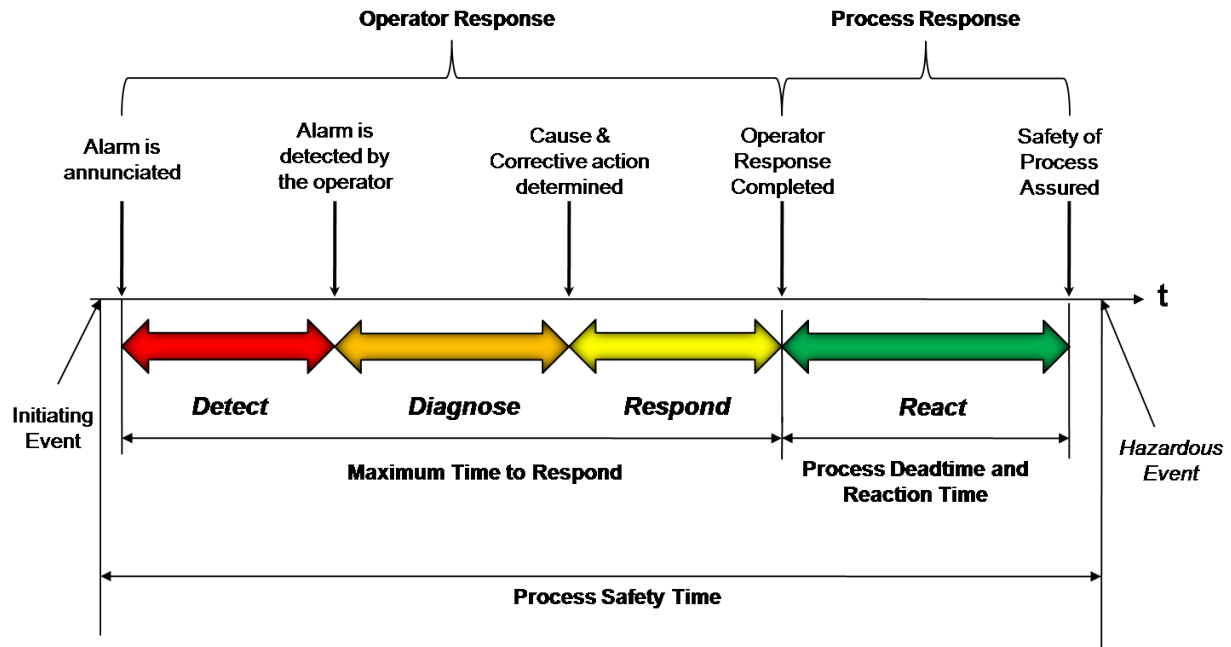 Operator Response
Process Response
Alarm is
annunciated
Alarm is
detected by
the operator
Cause &
Corrective action
determined
Operator
Response
Completed
Safety of
Process
Assured
t
Initiating
Event
Detect
Diagnose
Respond
React
Hazardous
Event
Maximum Time to Respond
Process Deadtime and
Reaction Time
Process Safety Time